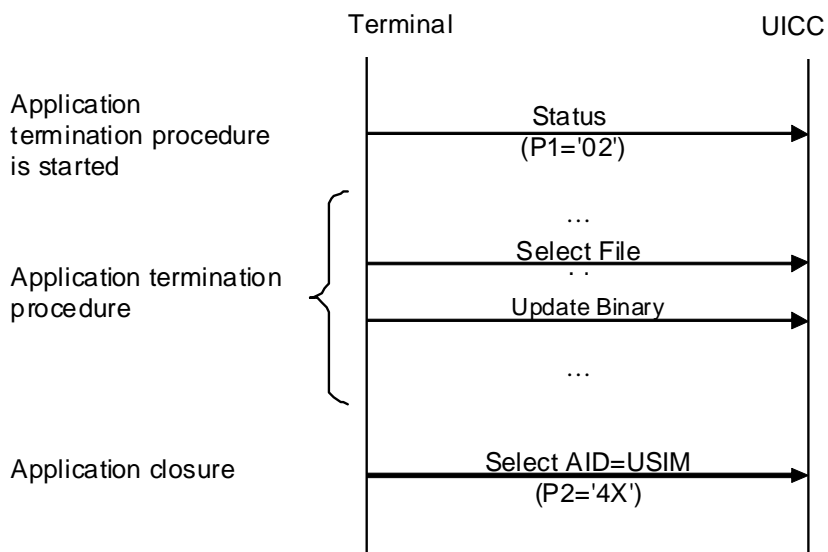 Terminal
UICC
Application
termination procedure
is started
Status
(P1='02')
...
Select File
. .
Application termination
procedure
Update Binary
...
Application closure
Select AID=USIM
(P2='4X')